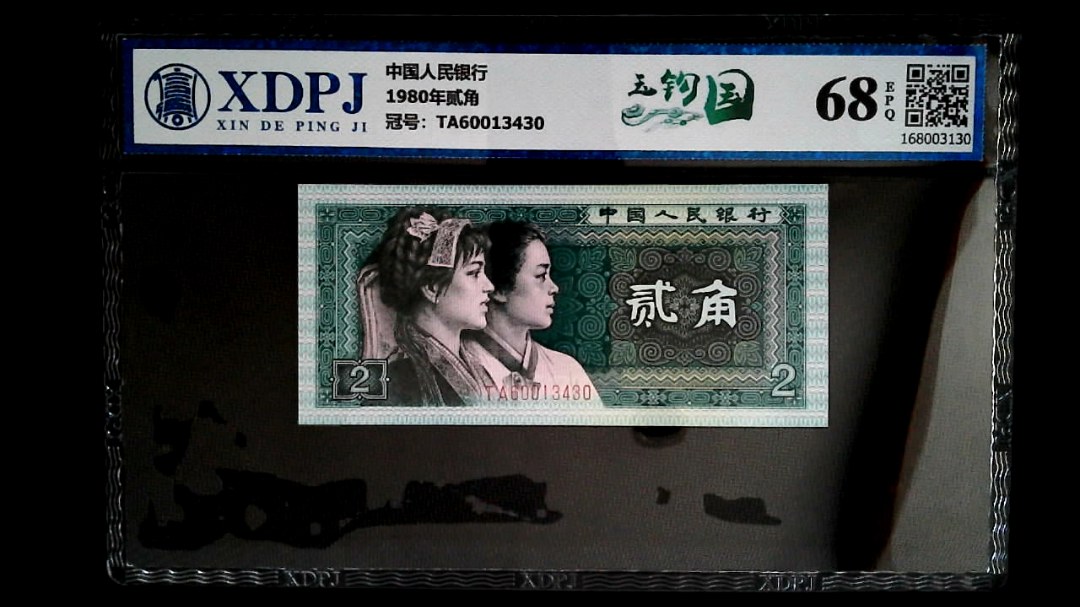 XDPJ
XIN DE PING JI
中国人民银行
1980年贰角
冠号：TA60013430
玉钩国
68
EPQ
168003130
中国人民银行
贰角
2
2
TA60013430
XDPJ
XDPJ
XDPJ